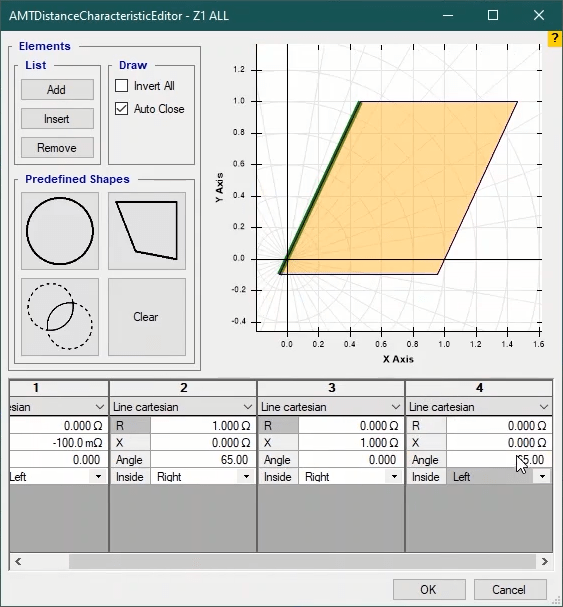 AMTDistanceCharacteristicEditor - Z1 ALL
?
Elements
List
Add
Insert
Remove
Draw
Invert All
Auto Close
Predefined Shapes
Clear
1.2
1.0
0.8
0.6
0.4
0.2
0.0
-0.2
-0.4
Y Axis
0.0 0.2 0.4 0.6 0.8 1.0 1.2 1.4 1.6
X Axis
1 2 3 4
esian Line cartesian Line cartesian Line cartesian
0.000 Ω R 1.000 Ω R 0.000 Ω R 0.000 Ω
-100.0 mΩ X 0.000 Ω X 1.000 Ω X 0.000 Ω
0.000 Angle 65.00 Angle 0.000 Angle 5.00
Left Inside Right Inside Right Inside Left
OK Cancel